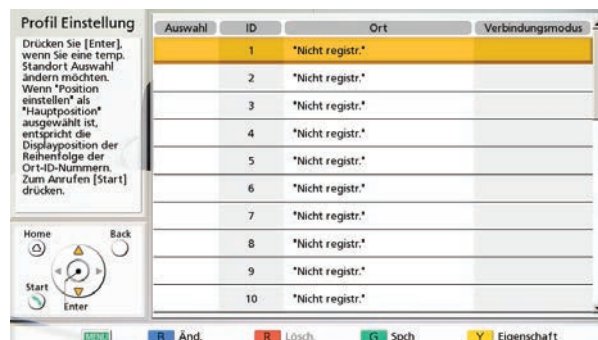 Profil Einstellung
Drücken Sie [Enter],
wenn Sie eine temp.
Standort Auswahl
ändern möchten.
Wenn "Position
einstellen" als
"Hauptposition"
ausgewählt ist,
entspricht die
Displayposition der
Reihenfolge der
Ort-ID-Nummern.
Zum Anrufen [Start]
drücken.
Home
Back
Start
Enter
Auswahl ID Ort Verbindungsmodus
1 "Nicht registr."
2 "Nicht registr."
3 "Nicht registr."
4 "Nicht registr."
5 "Nicht registr."
6 "Nicht registr."
7 "Nicht registr."
8 "Nicht registr."
9 "Nicht registr."
10 "Nicht registr."
MENU B Änd. R Lösch. G Spch Y Eigenschaft